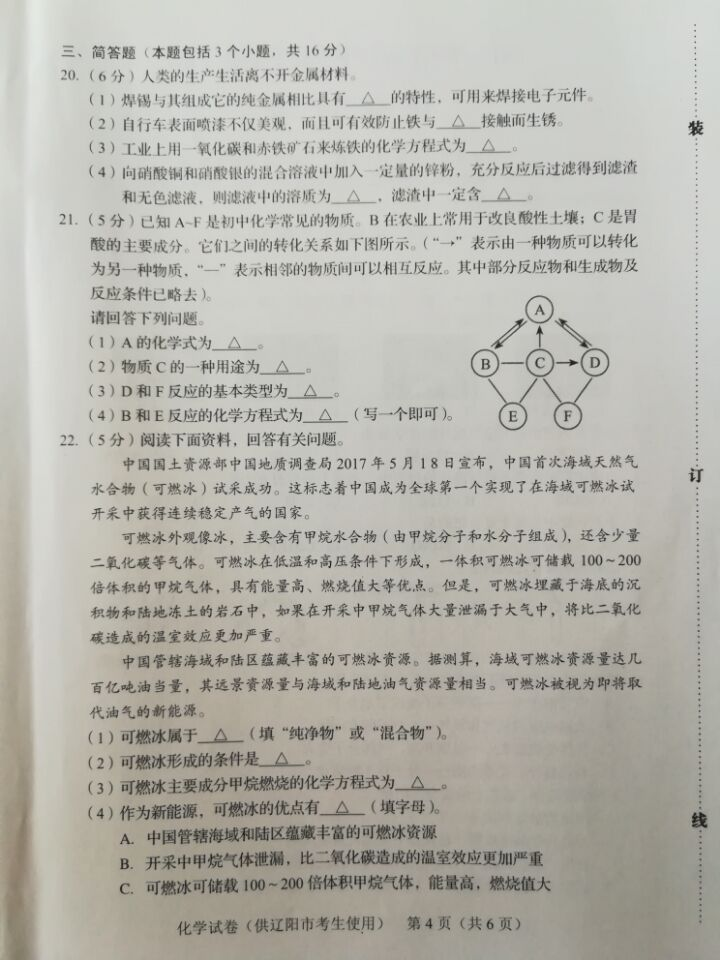 三、简答题（本题包括 3 个小题，共 16 分）
20.（6 分）人类的生产生活离不开金属材料。
（1）焊锡与其组成它的纯金属相比具有__△__的特性，可用来焊接电子元件。
（2）自行车表面喷漆不仅美观，而且可有效防止铁与__△__接触而生锈。
（3）工业上用一氧化碳和赤铁矿石来炼铁的化学方程式为__△__。
（4）向硝酸铜和硝酸银的混合溶液中加入一定量的锌粉，充分反应后过滤得到滤渣
和无色滤液，则滤液中的溶质为__△__，滤渣中一定含__△__。
21.（5 分）已知 A~F 是初中化学常见的物质。B 在农业上常用于改良酸性土壤；C 是胃
酸的主要成分。它们之间的转化关系如下图所示。（“→”表示由一种物质可以转化
为另一种物质，“—”表示相邻的物质间可以相互反应。其中部分反应物和生成物及
反应条件已略去）。
请回答下列问题。
（1）A 的化学式为__△__。
（2）物质 C 的一种用途为__△__。
（3）D 和 F 反应的基本类型为__△__。
（4）B 和 E 反应的化学方程式为__△__（写一个即可）。
A
B C D
E F
22.（5 分）阅读下面资料，回答有关问题。
中国国土资源部中国地质调查局 2017 年 5 月 18 日宣布，中国首次海域天然气
水合物（可燃冰）试采成功。这标志着中国成为全球第一个实现了在海域可燃冰试
开采中获得连续稳定产气的国家。
可燃冰外观像冰，主要含有甲烷水合物（由甲烷分子和水分子组成），还含少量
二氧化碳等气体。可燃冰在低温和高压条件下形成，一体积可燃冰可储载 100~200
倍体积的甲烷气体，具有能量高、燃烧值大等优点。但是，可燃冰埋藏于海底的沉
积物和陆地冻土的岩石中，如果在开采中甲烷气体大量泄漏于大气中，将比二氧化
碳造成的温室效应更加严重。
中国管辖海域和陆区蕴藏丰富的可燃冰资源。据测算，海域可燃冰资源量达几
百亿吨油当量，其远景资源量与海域和陆地油气资源量相当。可燃冰被视为即将取
代油气的新能源。
（1）可燃冰属于__△__（填“纯净物”或“混合物”）。
（2）可燃冰形成的条件是__△__。
（3）可燃冰主要成分甲烷燃烧的化学方程式为__△__。
（4）作为新能源，可燃冰的优点有__△__（填字母）。
A. 中国管辖海域和陆区蕴藏丰富的可燃冰资源
B. 开采中甲烷气体泄漏，比二氧化碳造成的温室效应更加严重
C. 可燃冰可储载 100~200 倍体积甲烷气体，能量高，燃烧值大
化学试卷（供辽阳市考生使用） 第 4 页（共 6 页）
装
订
线